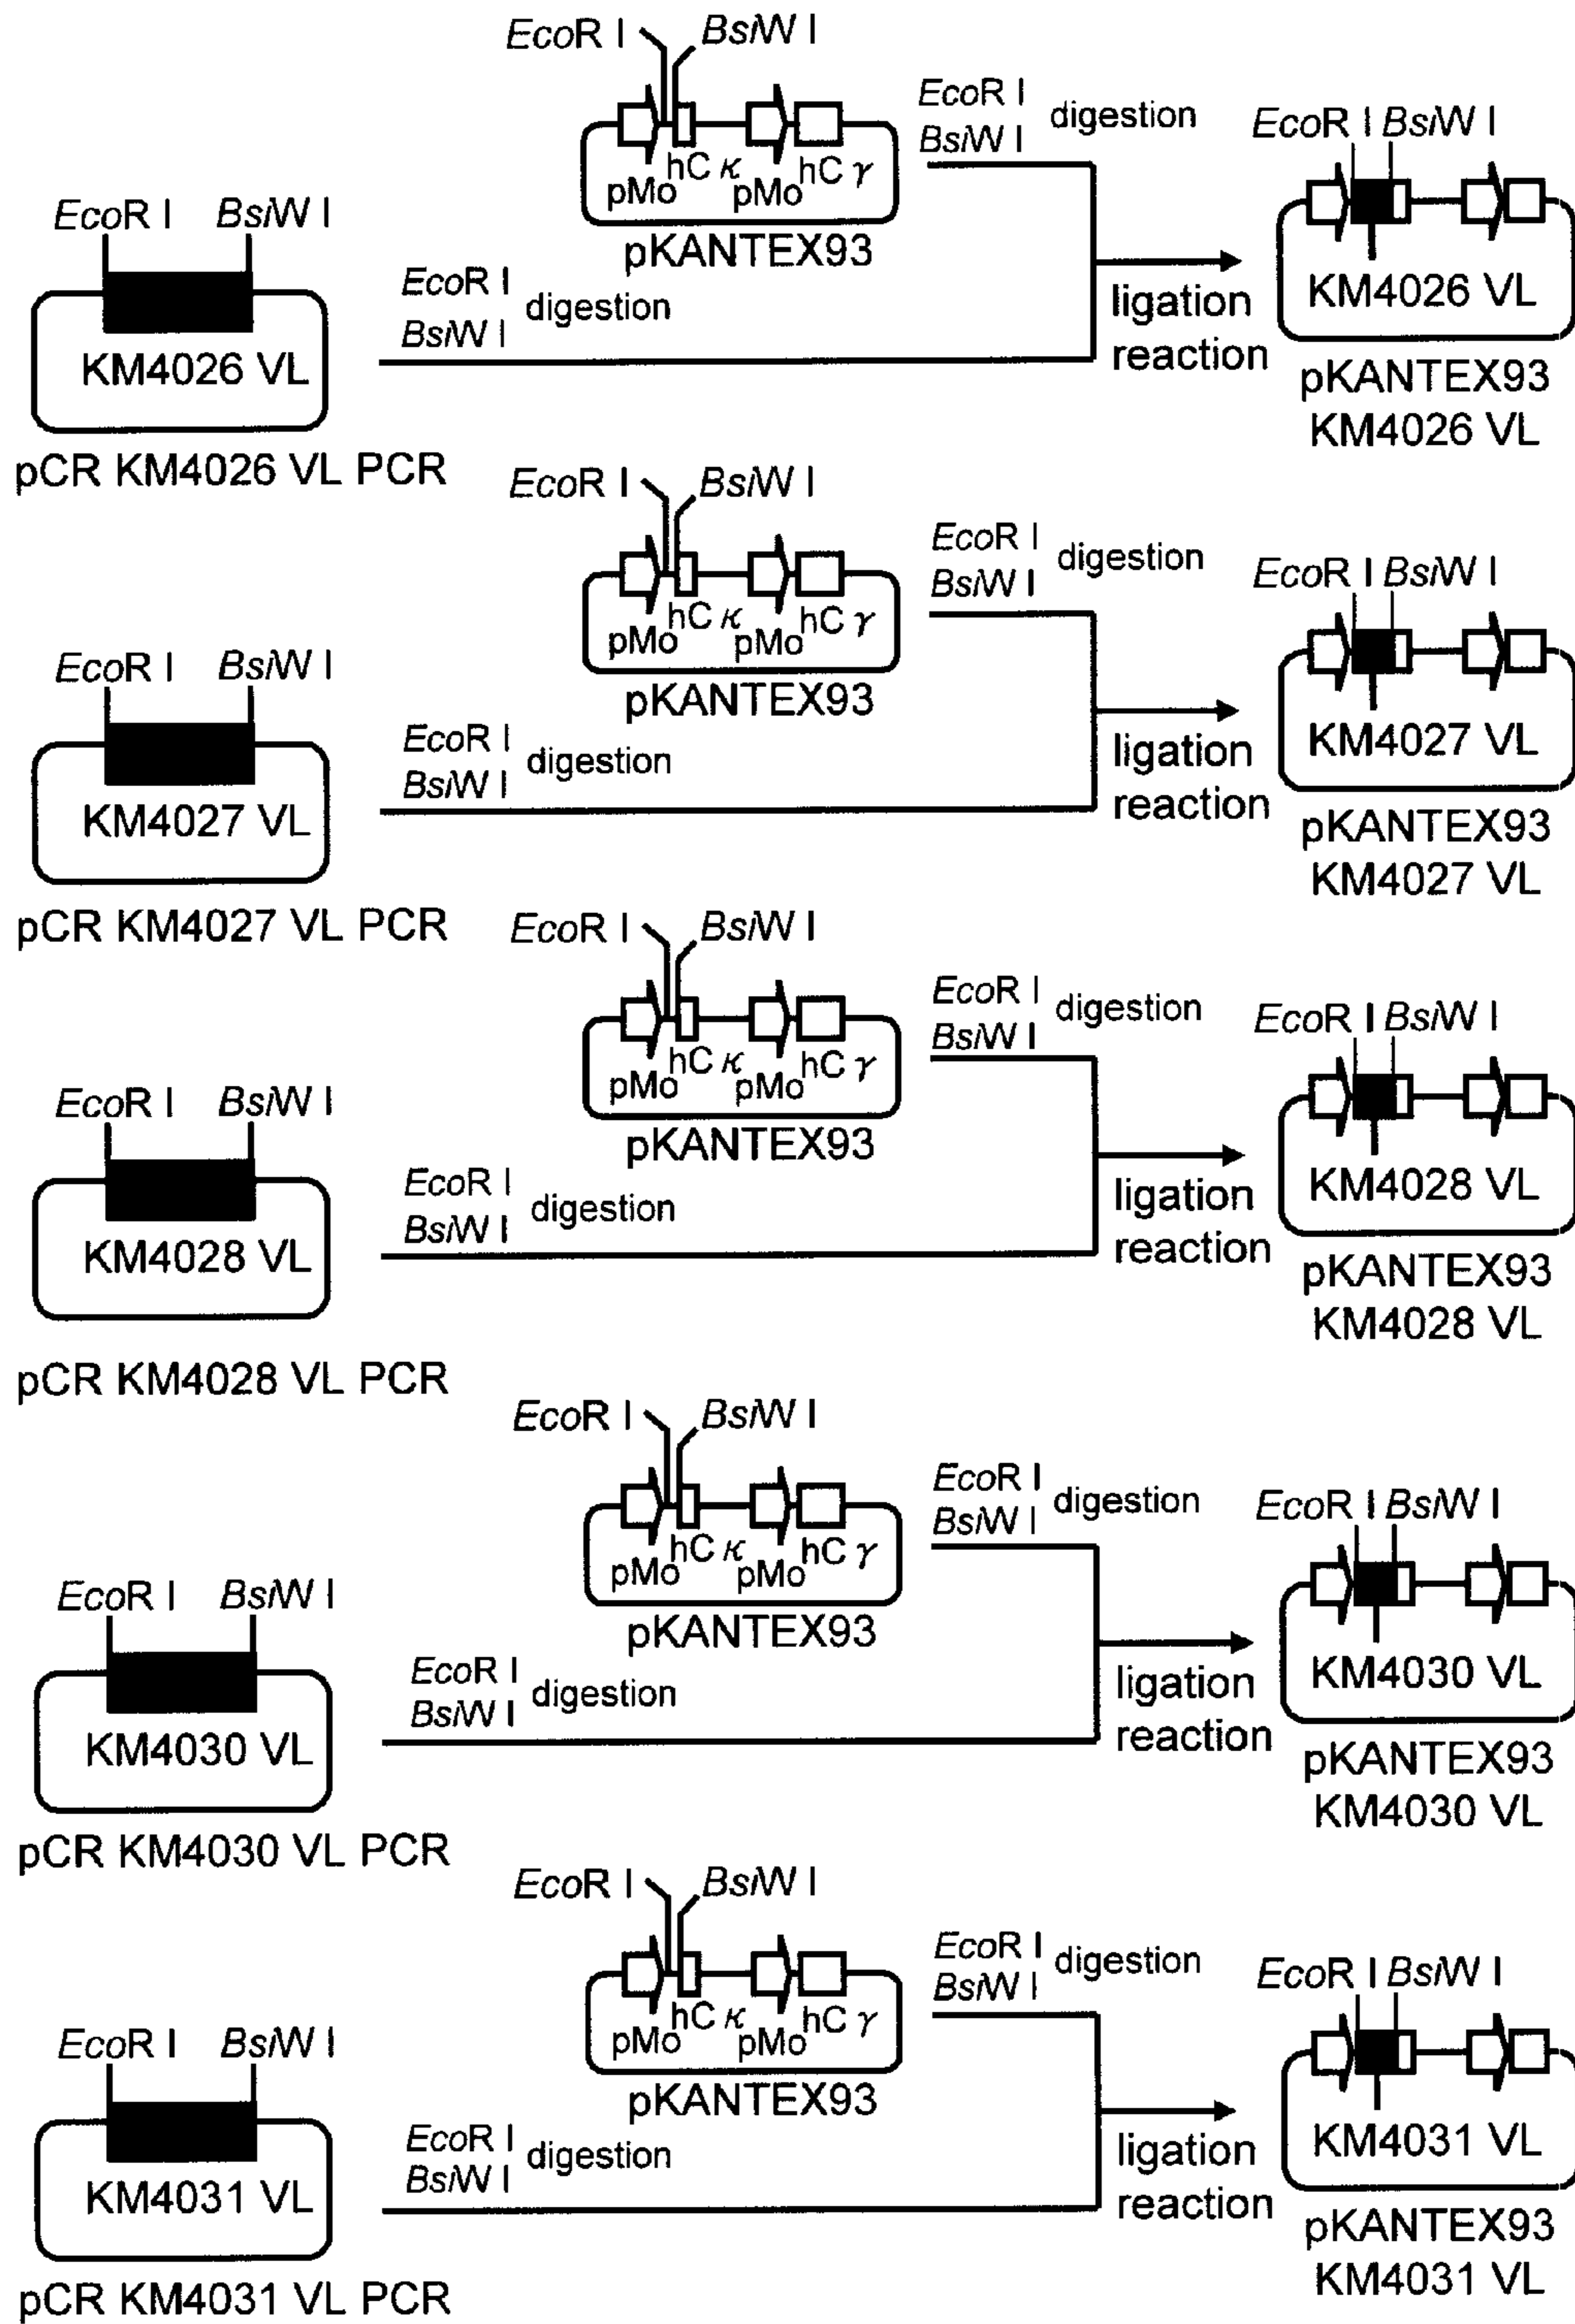 EcoR I BsiW I
EcoR I
BsiW I
digestion
hC κ
hC γ
pMo
pMo
pKANTEX93
EcoR I BsiW I
EcoR I BsiW I
KM4026 VL
pCR KM4026 VL PCR
EcoR I
BsiW I
digestion
ligation
reaction
KM4026 VL
pKANTEX93
KM4026 VL
EcoR I BsiW I
EcoR I
BsiW I
digestion
hC κ
hC γ
pMo
pMo
pKANTEX93
EcoR I BsiW I
EcoR I BsiW I
KM4027 VL
pCR KM4027 VL PCR
EcoR I
BsiW I
digestion
ligation
reaction
KM4027 VL
pKANTEX93
KM4027 VL
EcoR I BsiW I
EcoR I
BsiW I
digestion
hC κ
hC γ
pMo
pMo
pKANTEX93
EcoR I BsiW I
EcoR I BsiW I
KM4028 VL
pCR KM4028 VL PCR
EcoR I
BsiW I
digestion
ligation
reaction
KM4028 VL
pKANTEX93
KM4028 VL
EcoR I BsiW I
EcoR I
BsiW I
digestion
hC κ
hC γ
pMo
pMo
pKANTEX93
EcoR I BsiW I
EcoR I BsiW I
KM4030 VL
pCR KM4030 VL PCR
EcoR I
BsiW I
digestion
ligation
reaction
KM4030 VL
pKANTEX93
KM4030 VL
EcoR I BsiW I
EcoR I
BsiW I
digestion
hC κ
hC γ
pMo
pMo
pKANTEX93
EcoR I BsiW I
EcoR I BsiW I
KM4031 VL
pCR KM4031 VL PCR
EcoR I
BsiW I
digestion
ligation
reaction
KM4031 VL
pKANTEX93
KM4031 VL